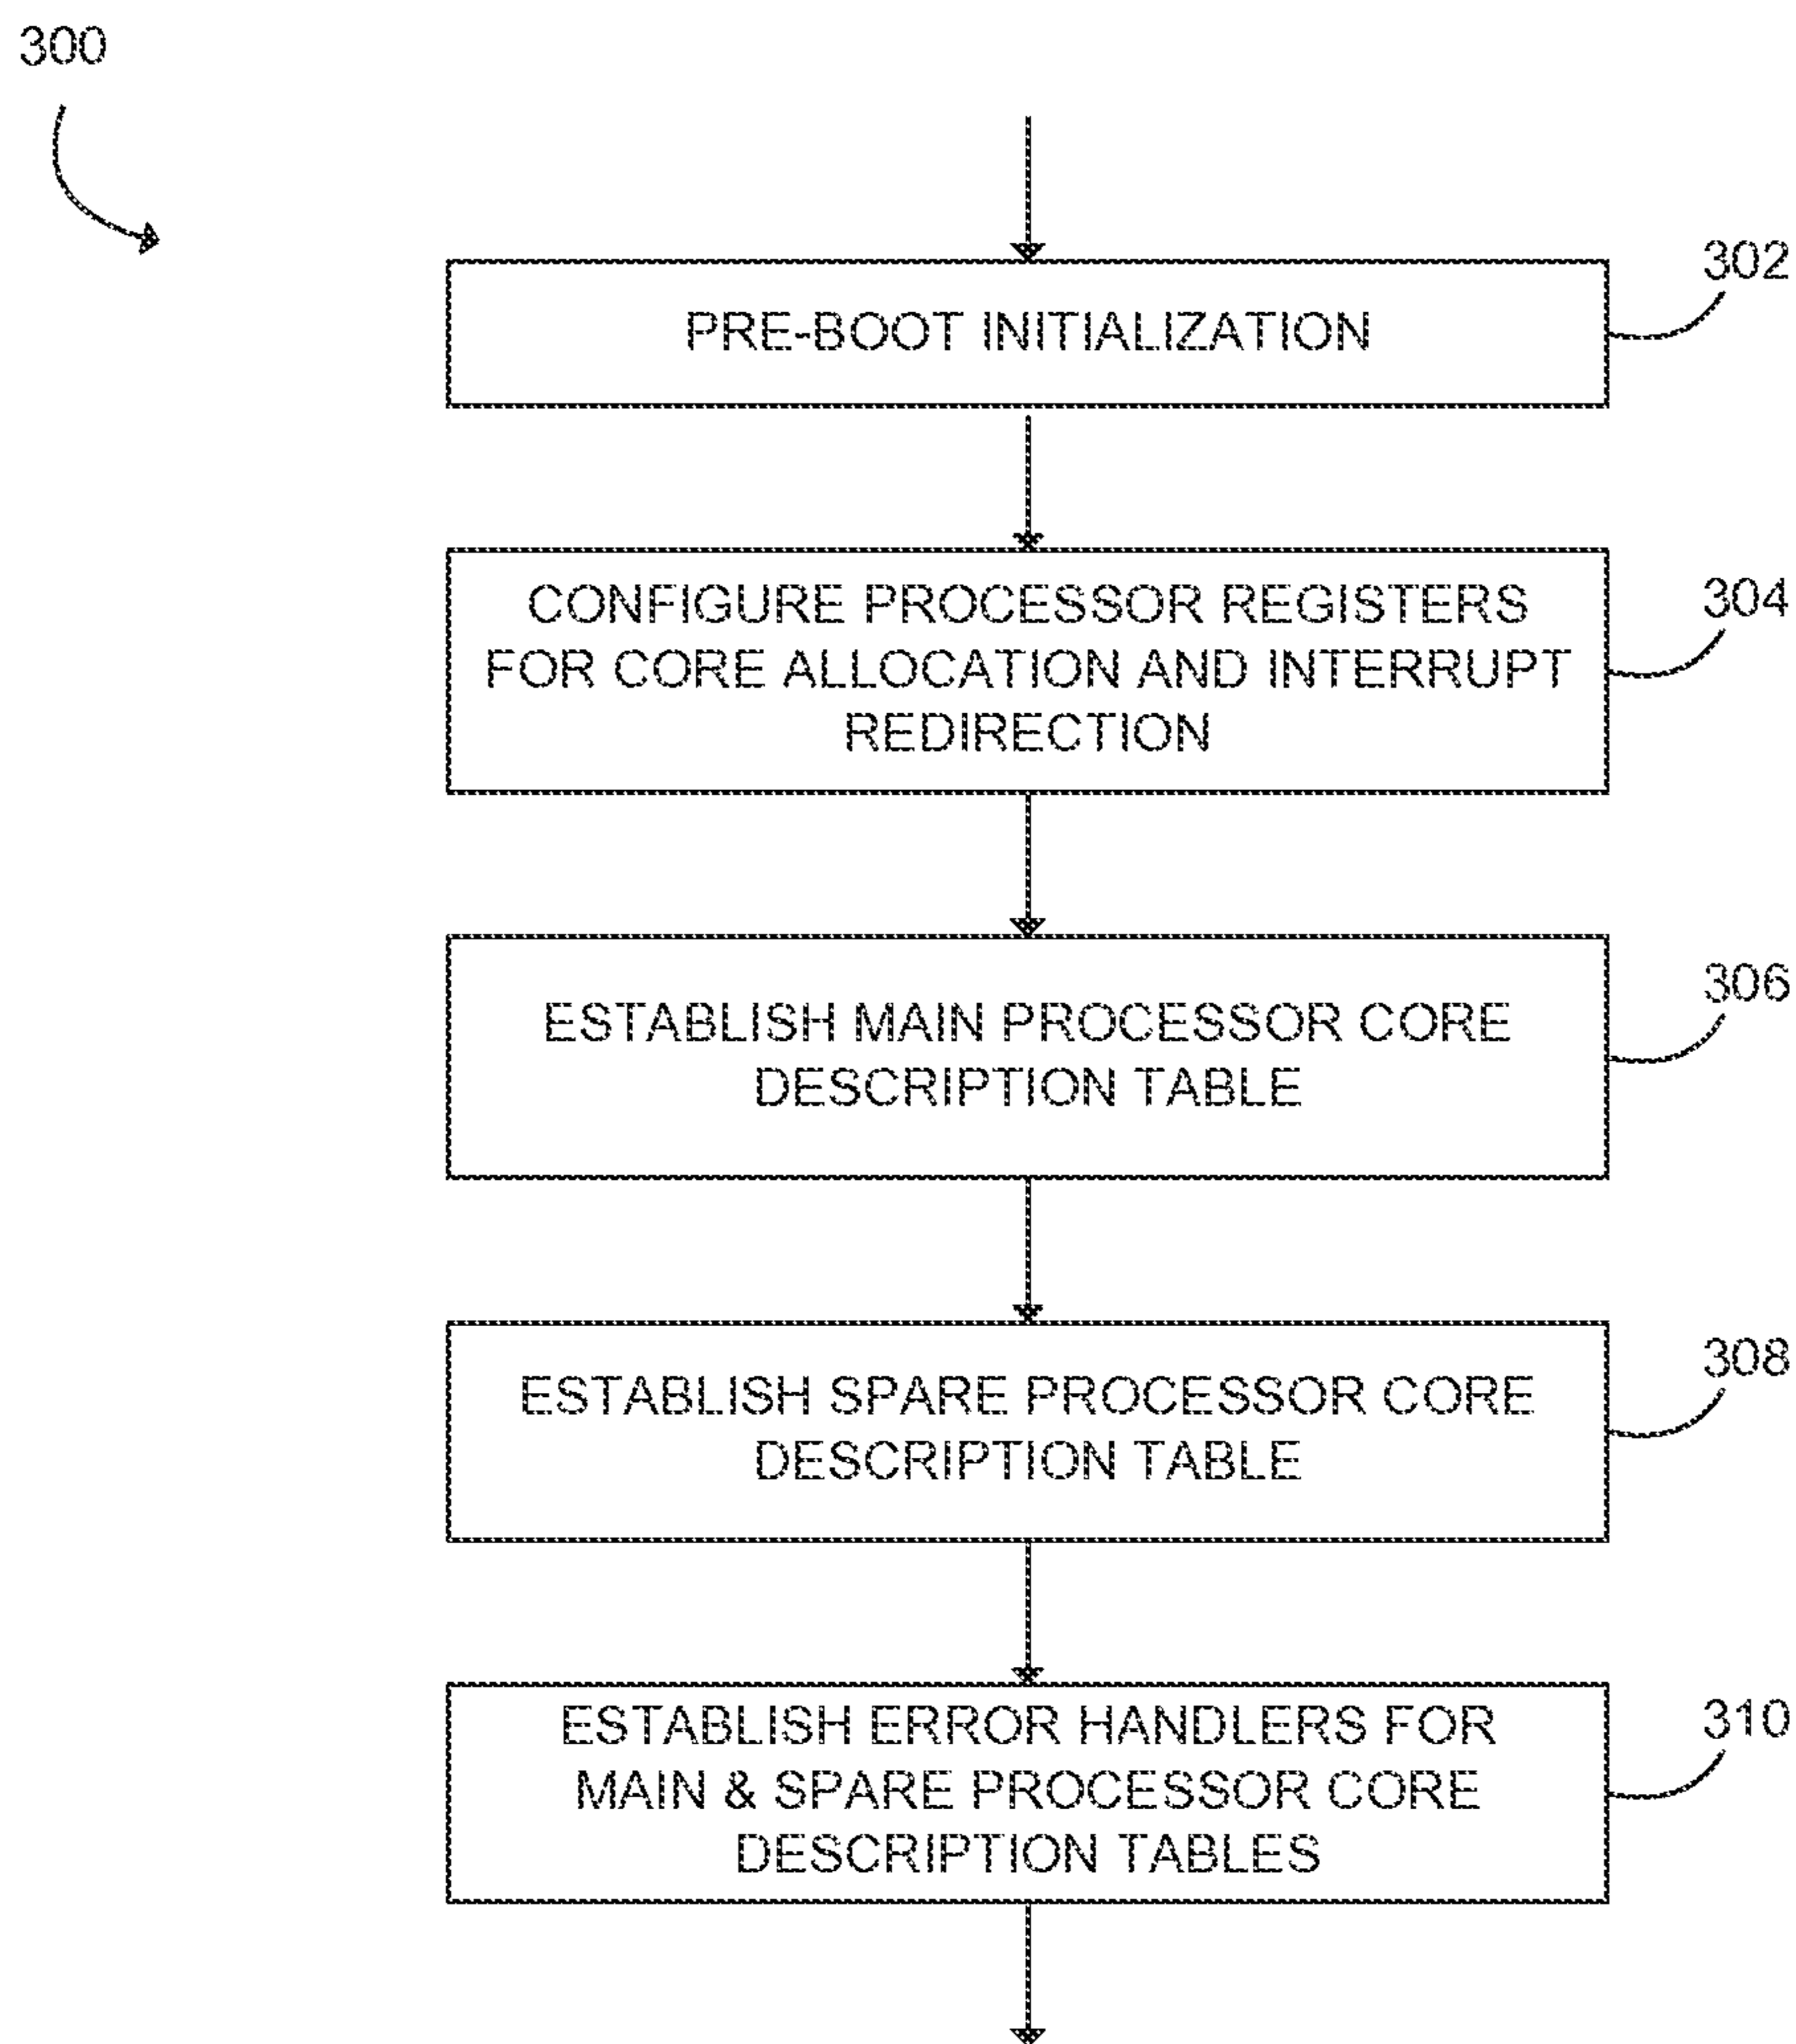 300
302
PRE-BOOT INITIALIZATION
304
CONFIGURE PROCESSOR REGISTERS
FOR CORE ALLOCATION AND INTERRUPT
REDIRECTION
306
ESTABLISH MAIN PROCESSOR CORE
DESCRIPTION TABLE
308
ESTABLISH SPARE PROCESSOR CORE
DESCRIPTION TABLE
310
ESTABLISH ERROR HANDLERS FOR
MAIN & SPARE PROCESSOR CORE
DESCRIPTION TABLES